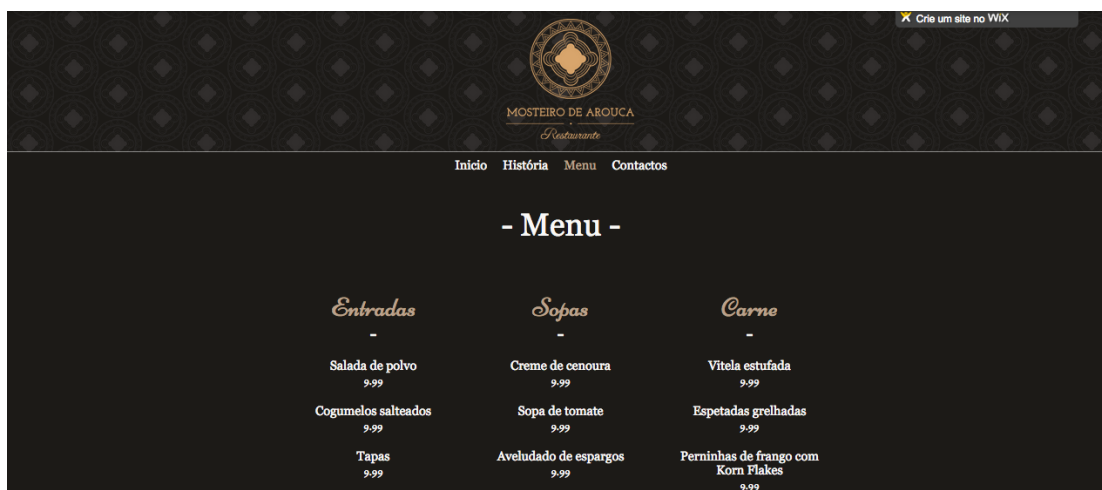 Crie um site no WiX
MOSTEIRO DE AROUCA
Restaurante
Inicio História Menu Contactos
- Menu -
Entradas
-
Salada de polvo
9.99
Cogumelos salteados
9.99
Tapas
9.99
Sopas
-
Creme de cenoura
9.99
Sopa de tomate
9.99
Aveludado de espargos
9.99
Carne
-
Vitela estufada
9.99
Espetadas grelhadas
9.99
Perninhas de frango com
Korn Flakes
9.99